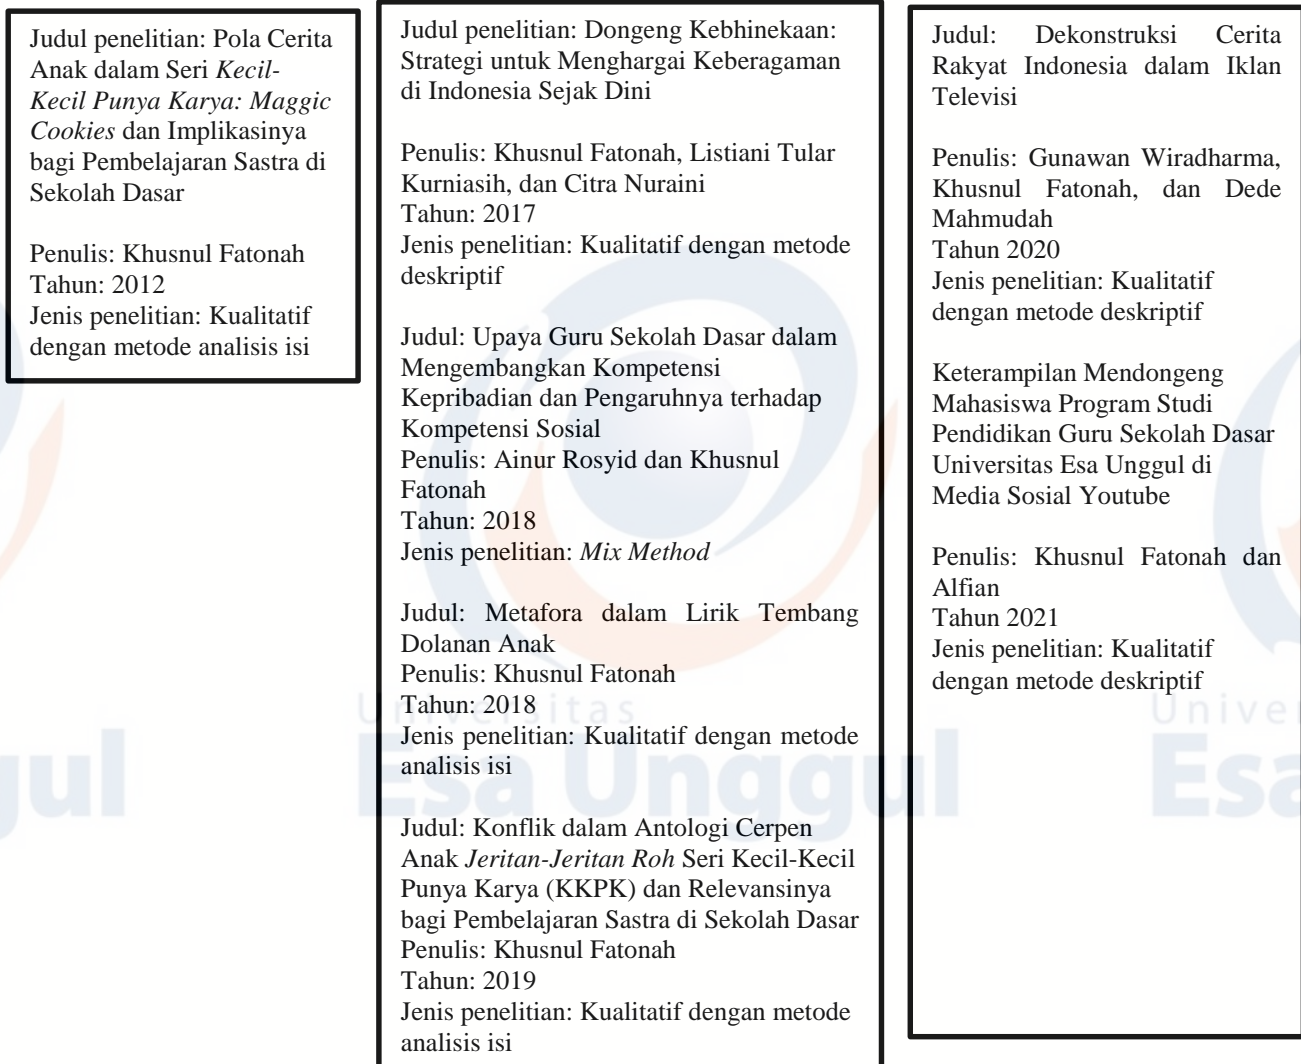 Judul penelitian: Pola Cerita
Anak dalam Seri Kecil-
Kecil Punya Karya: Maggic
Cookies dan Implikasinya
bagi Pembelajaran Sastra di
Sekolah Dasar
Penulis: Khusnul Fatonah
Tahun: 2012
Jenis penelitian: Kualitatif
dengan metode analisis isi
Judul penelitian: Dongeng Kebhinekaan:
Strategi untuk Menghargai Keberagaman
di Indonesia Sejak Dini
Penulis: Khusnul Fatonah, Listiani Tular
Kurniasih, dan Citra Nuraini
Tahun: 2017
Jenis penelitian: Kualitatif dengan metode
deskriptif
Judul: Upaya Guru Sekolah Dasar dalam
Mengembangkan Kompetensi
Kepribadian dan Pengaruhnya terhadap
Kompetensi Sosial
Penulis: Ainur Rosyid dan Khusnul
Fatonah
Tahun: 2018
Jenis penelitian: Mix Method
Judul: Metafora dalam Lirik Tembang
Dolanan Anak
Penulis: Khusnul Fatonah
Tahun: 2018
Jenis penelitian: Kualitatif dengan metode
analisis isi
Judul: Konflik dalam Antologi Cerpen
Anak Jeritan-Jeritan Roh Seri Kecil-Kecil
Punya Karya (KKPK) dan Relevansinya
bagi Pembelajaran Sastra di Sekolah Dasar
Penulis: Khusnul Fatonah
Tahun: 2019
Jenis penelitian: Kualitatif dengan metode
analisis isi
Judul: Dekonstruksi Cerita
Rakyat Indonesia dalam Iklan
Televisi
Penulis: Gunawan Wiradharma,
Khusnul Fatonah, dan Dede
Mahmudah
Tahun 2020
Jenis penelitian: Kualitatif
dengan metode deskriptif
Keterampilan Mendongeng
Mahasiswa Program Studi
Pendidikan Guru Sekolah Dasar
Universitas Esa Unggul di
Media Sosial Youtube
Penulis: Khusnul Fatonah dan
Alfian
Tahun 2021
Jenis penelitian: Kualitatif
dengan metode deskriptif
gul
Universitas
Esa Unggul
Univer
Esa